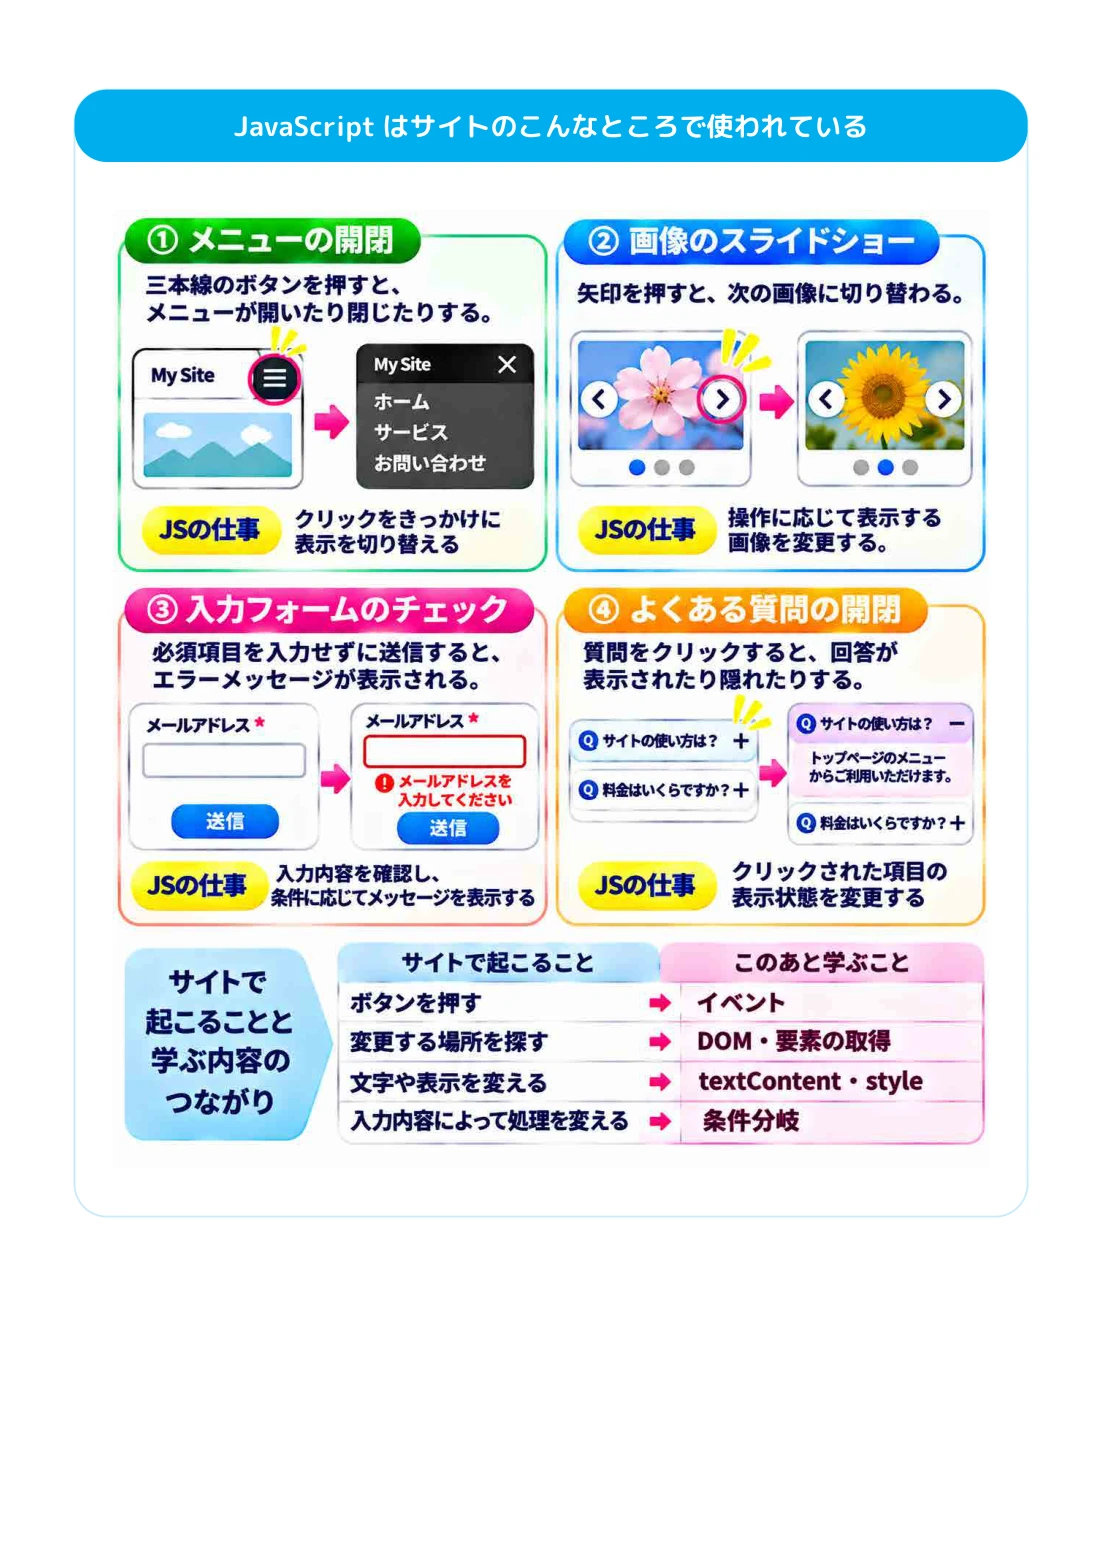 JavaScript はサイトのこんなところで使われている
① メニューの開閉
三本線のボタンを押すと、
メニューが開いたり閉じたりする。
My Site
My Site
ホーム
サービス
お問い合わせ
JSの仕事
クリックをきっかけに
表示を切り替える
② 画像のスライドショー
矢印を押すと、次の画像に切り替わる。
JSの仕事
操作に応じて表示する
画像を変更する。
③ 入力フォームのチェック
必須項目を入力せずに送信すると、
エラーメッセージが表示される。
メールアドレス *
送信
メールアドレス *
! メールアドレスを
入力してください
送信
JSの仕事
入力内容を確認し、
条件に応じてメッセージを表示する
④ よくある質問の開閉
質問をクリックすると、回答が
表示されたり隠れたりする。
Q サイトの使い方は？ +
Q 料金はいくらですか？ +
Q サイトの使い方は？ −
トップページのメニュー
からご利用いただけます。
Q 料金はいくらですか？ +
JSの仕事
クリックされた項目の
表示状態を変更する
サイトで
起こることと
学ぶ内容の
つながり
サイトで起こること このあと学ぶこと
ボタンを押す イベント
変更する場所を探す DOM・要素の取得
文字や表示を変える textContent・style
入力内容によって処理を変える 条件分岐